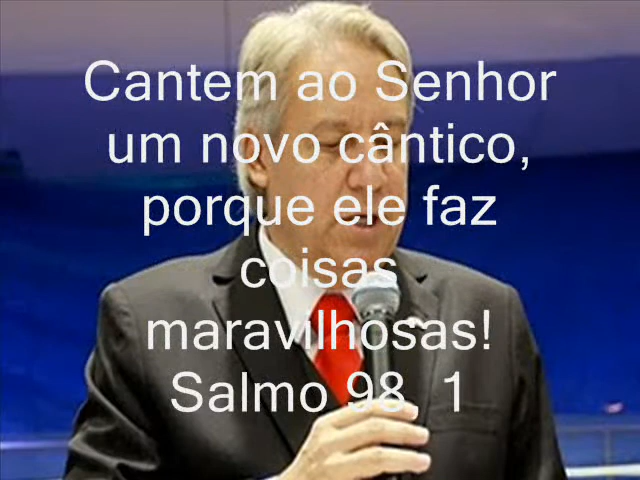 Cantem ao Senhor
um novo cântico,
porque ele faz
coisas
maravilhosas!
Salmo 98 1